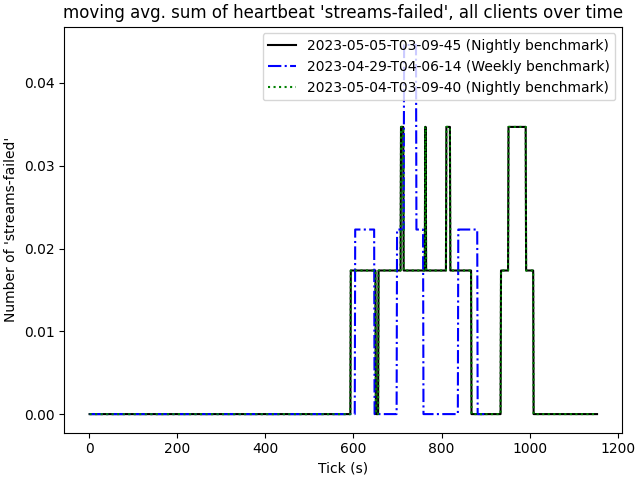 moving avg. sum of heartbeat 'streams-failed', all clients over time
2023-05-05-T03-09-45 (Nightly benchmark)
2023-04-29-T04-06-14 (Weekly benchmark)
2023-05-04-T03-09-40 (Nightly benchmark)
Number of 'streams-failed'
0.04
0.03
0.02
0.01
0.00
0 200 400 600 800 1000 1200
Tick (s)